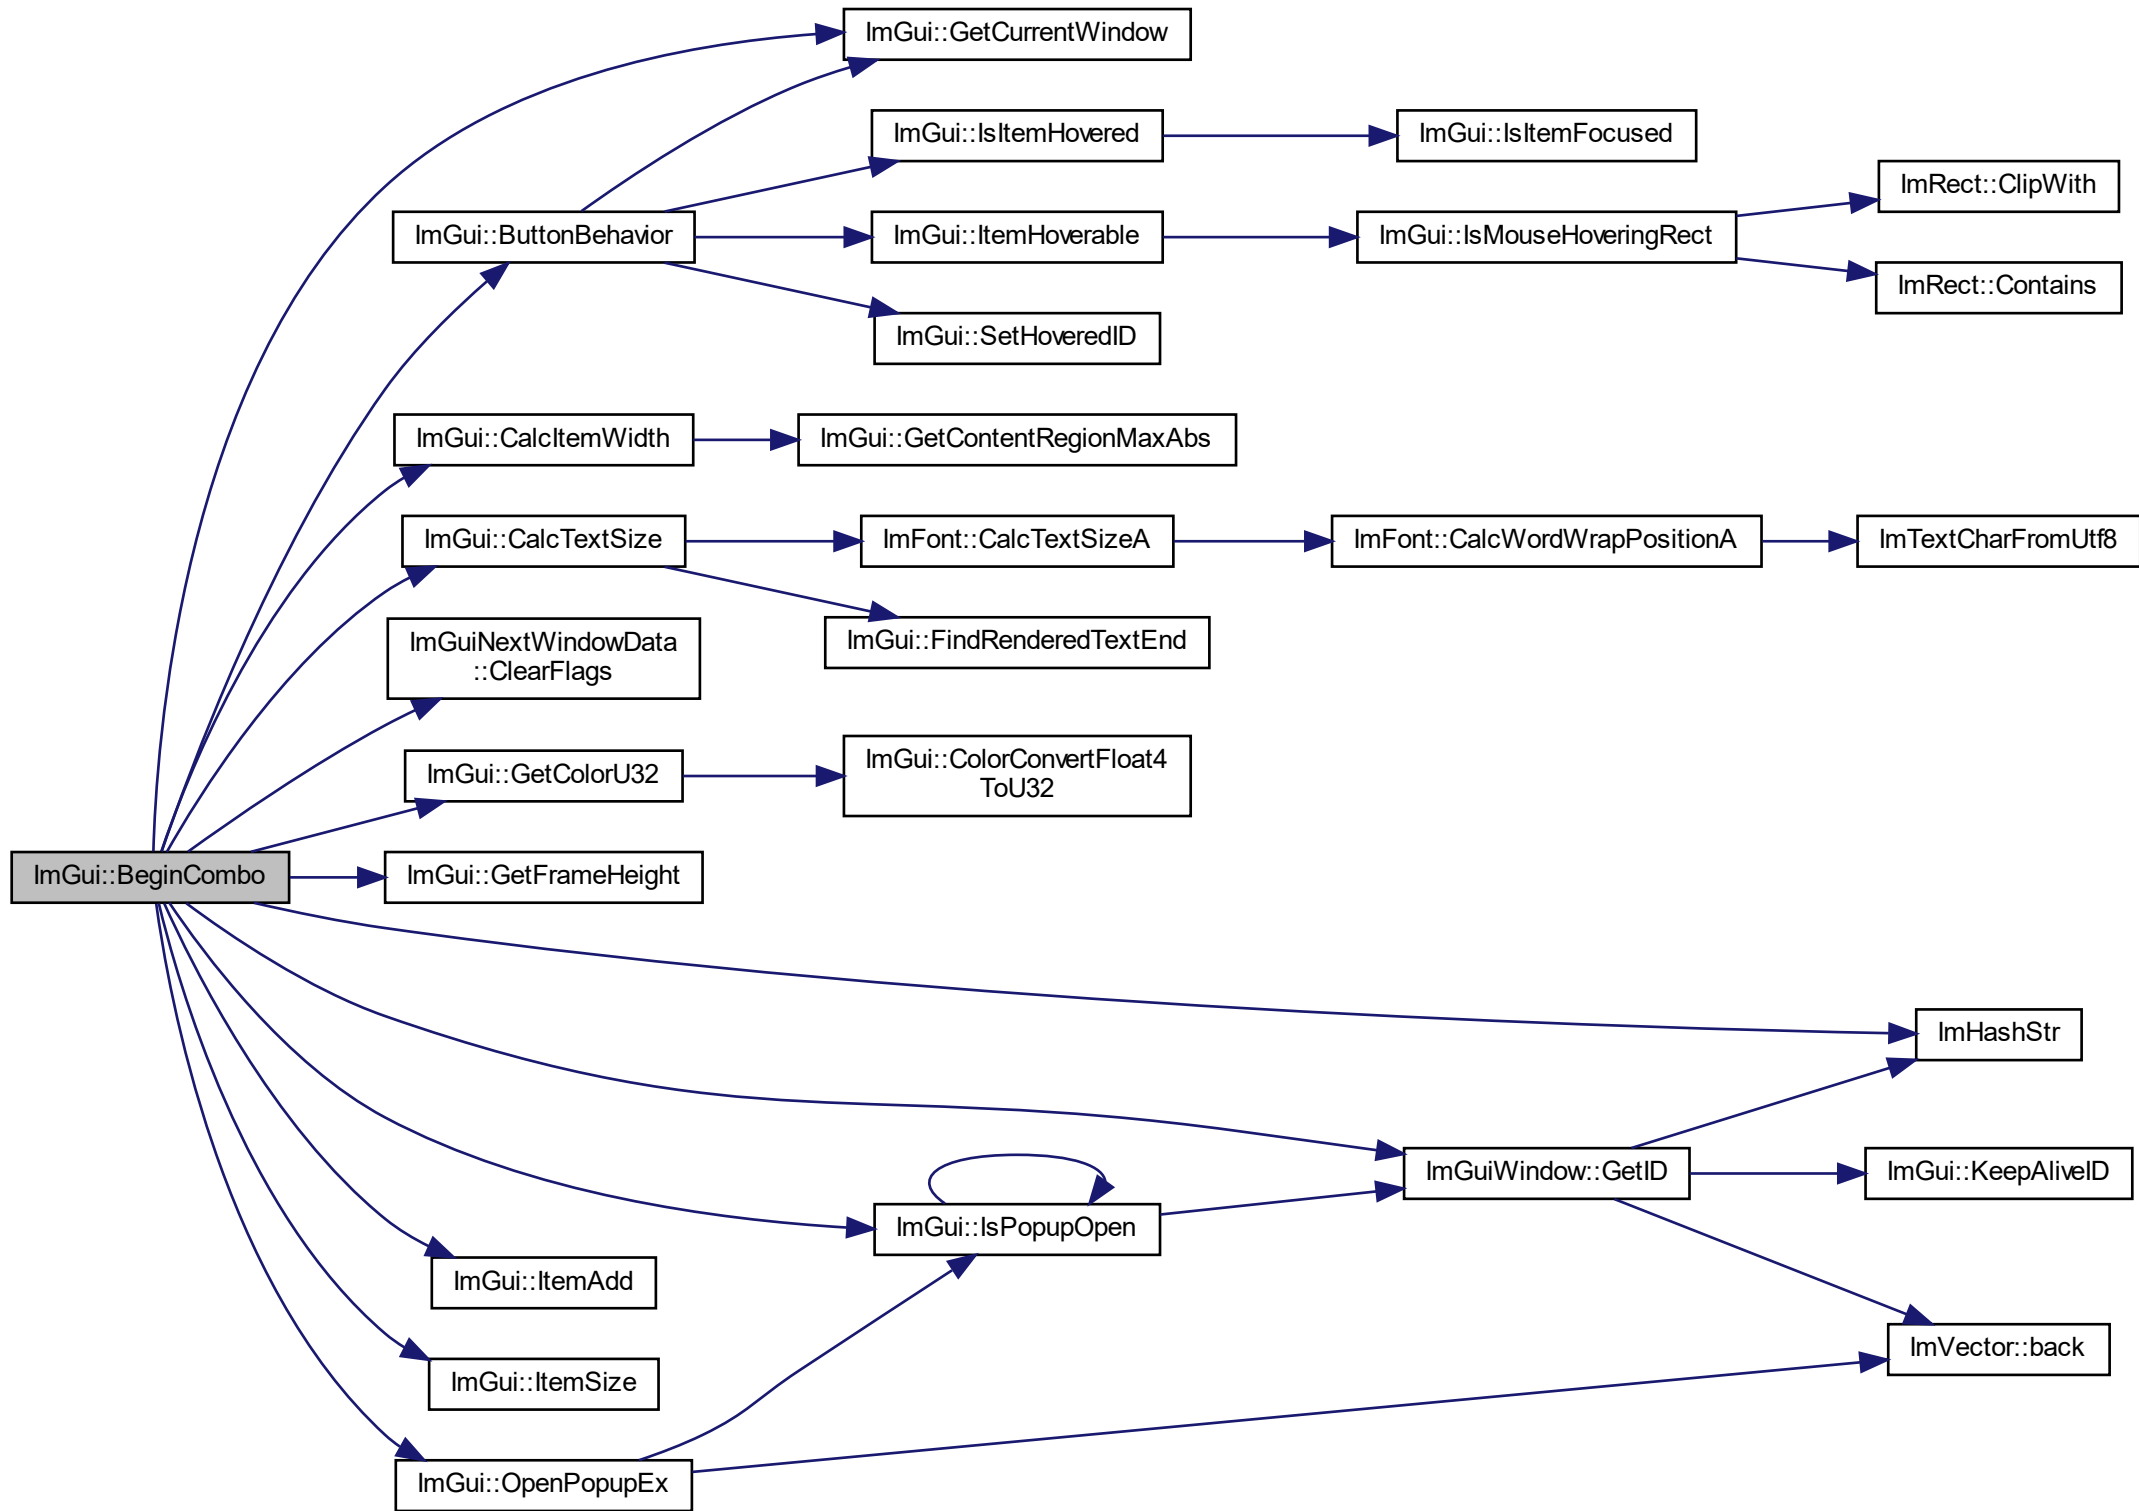 ImGui::GetCurrentWindow
ImGui::IsItemHovered
ImGui::IsItemFocused
ImRect::ClipWith
ImGui::ButtonBehavior
ImGui::ItemHoverable
ImGui::IsMouseHoveringRect
ImRect::Contains
ImGui::SetHoveredID
ImGui::CalcItemWidth
ImGui::GetContentRegionMaxAbs
ImGui::CalcTextSize
ImFont::CalcTextSizeA
ImFont::CalcWordWrapPositionA
ImTextCharFromUtf8
ImGui::FindRenderedTextEnd
ImGuiNextWindowData
::ClearFlags
ImGui::GetColorU32
ImGui::ColorConvertFloat4
ToU32
ImGui::BeginCombo
ImGui::GetFrameHeight
ImHashStr
ImGuiWindow::GetID
ImGui::KeepAliveID
ImGui::IsPopupOpen
ImGui::ItemAdd
ImVector::back
ImGui::ItemSize
ImGui::OpenPopupEx